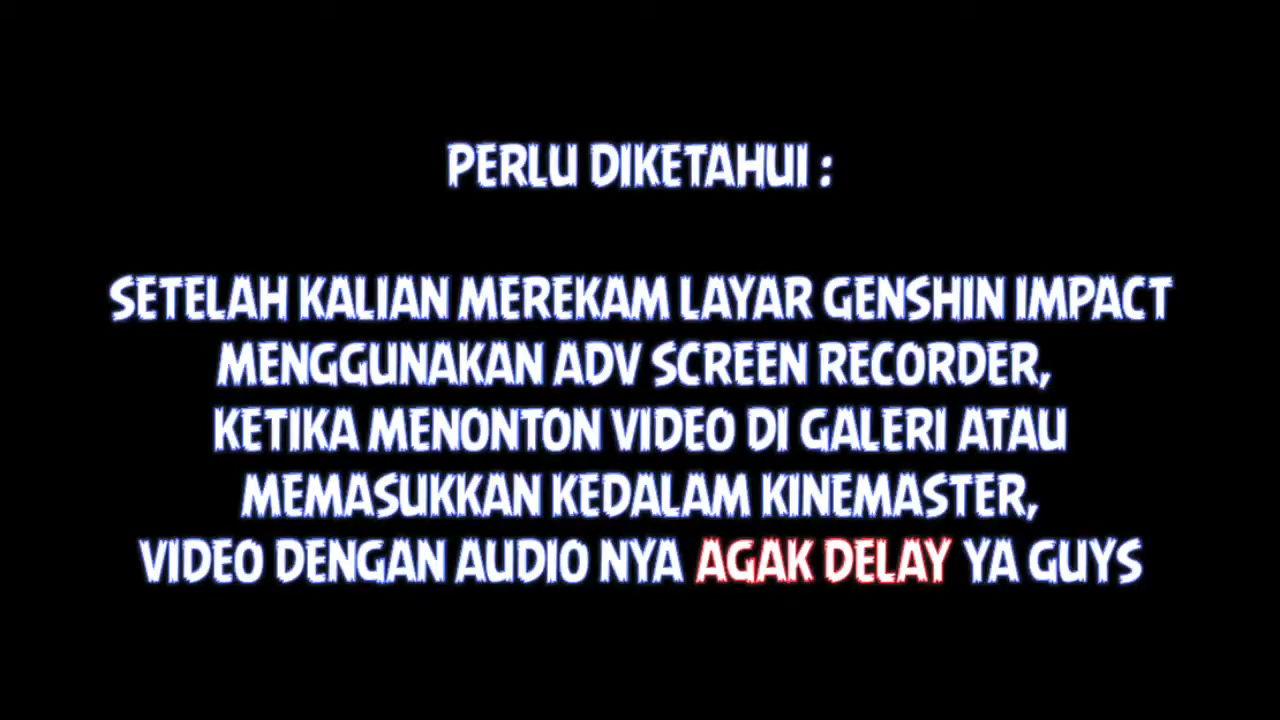 PERLU DIKETAHUI :
SETELAH KALIAN MEREKAM LAYAR GENSHIN IMPACT
MENGGUNAKAN ADV SCREEN RECORDER,
KETIKA MENONTON VIDEO DI GALERI ATAU
MEMASUKKAN KEDALAM KINEMASTER,
VIDEO DENGAN AUDIO NYA AGAK DELAY YA GUYS